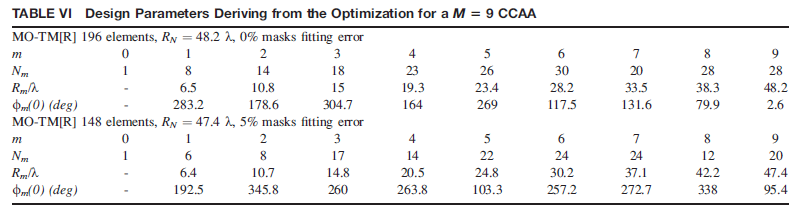 TABLE VI Design Parameters Deriving from the Optimization for a M = 9 CCAA
MO-TM[R] 196 elements, R_N = 48.2 λ, 0% masks fitting error
m 0 1 2 3 4 5 6 7 8 9
N_m 1 8 14 18 23 26 30 20 28 28
R_m/λ - 6.5 10.8 15 19.3 23.4 28.2 33.5 38.3 48.2
ϕ_m(0) (deg) - 283.2 178.6 304.7 164 269 117.5 131.6 79.9 2.6
MO-TM[R] 148 elements, R_N = 47.4 λ, 5% masks fitting error
m 0 1 2 3 4 5 6 7 8 9
N_m 1 6 8 17 14 22 24 24 12 20
R_m/λ - 6.4 10.7 14.8 20.5 24.8 30.2 37.1 42.2 47.4
ϕ_m(0) (deg) - 192.5 345.8 260 263.8 103.3 257.2 272.7 338 95.4